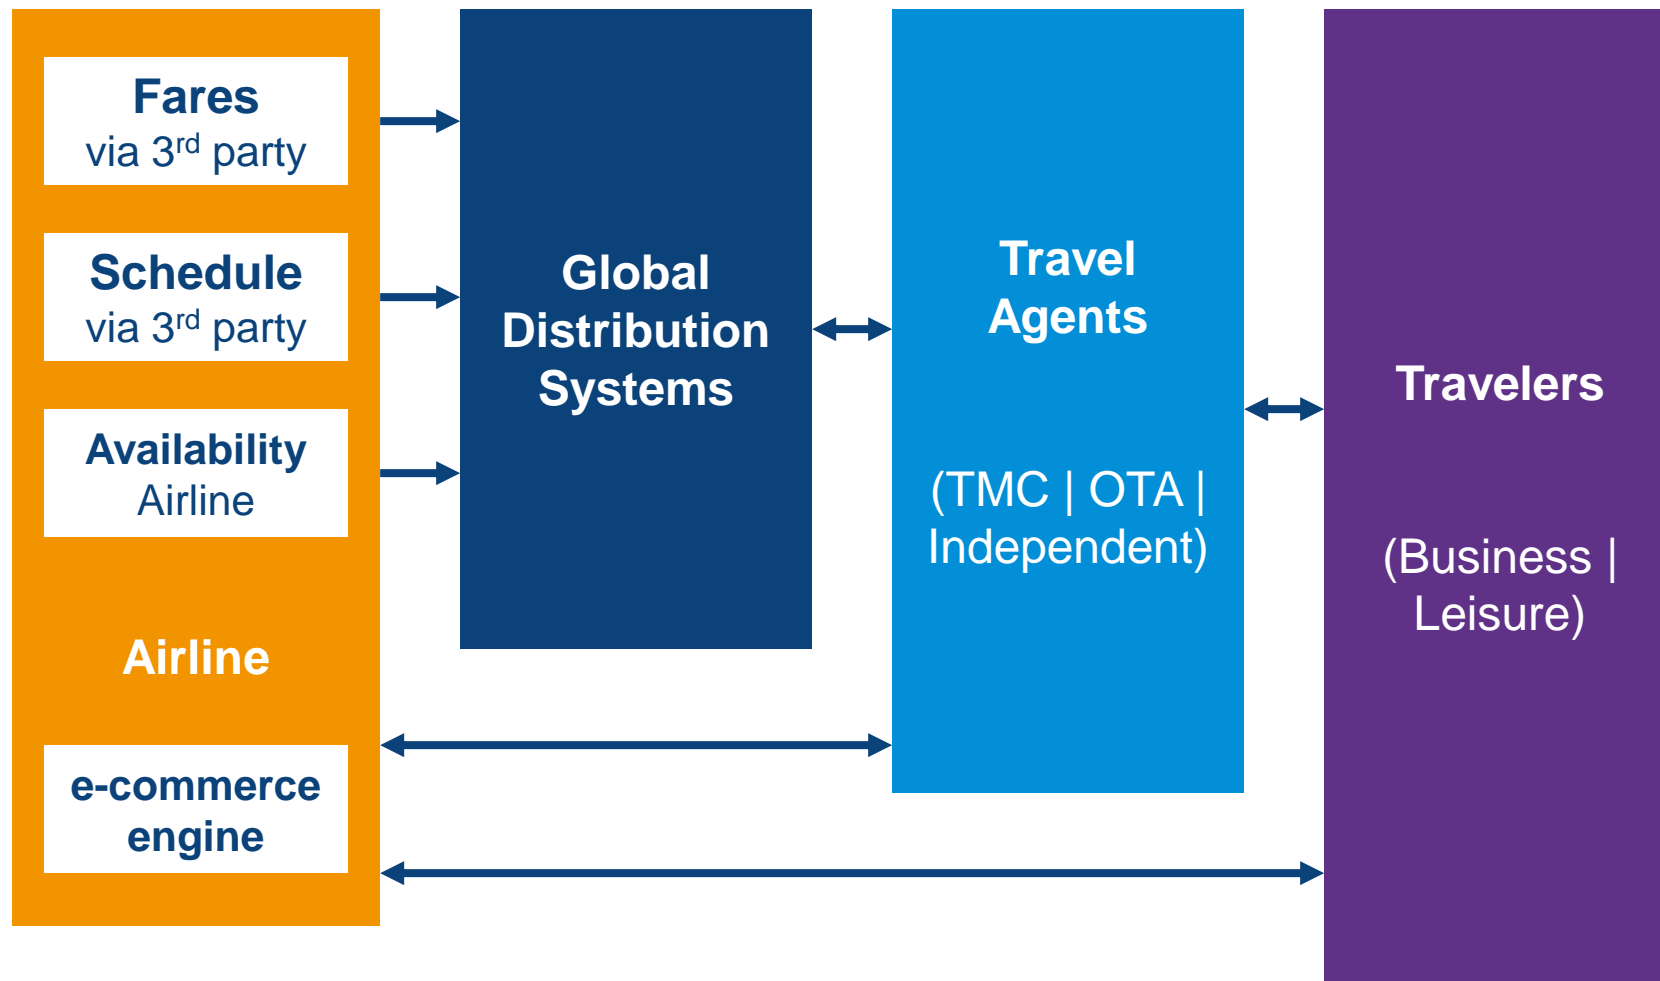 Fares
via 3rd party
Schedule
via 3rd party
Availability
Airline
Airline
e-commerce
engine
Global
Distribution
Systems
Travel
Agents
(TMC | OTA |
Independent)
Travelers
(Business |
Leisure)